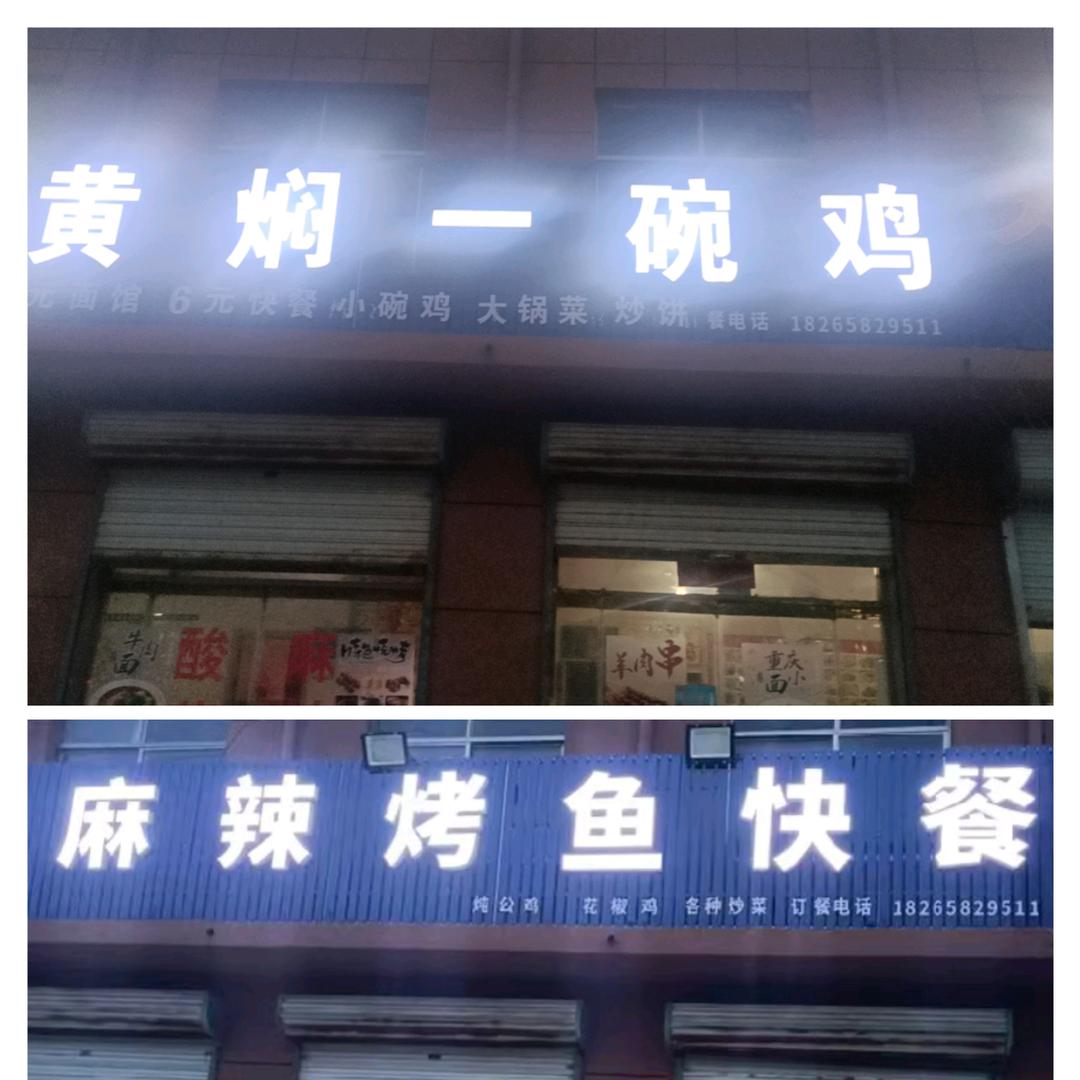 黄焖一碗鸡
元面馆 6元快餐 小碗鸡 大锅菜 炒饼 餐电话 18265829511
牛肉面
酸
麻
羊肉串
重庆小面
麻辣烤鱼快餐
炖公鸡 花椒鸡 各种炒菜 订餐电话 18265829511